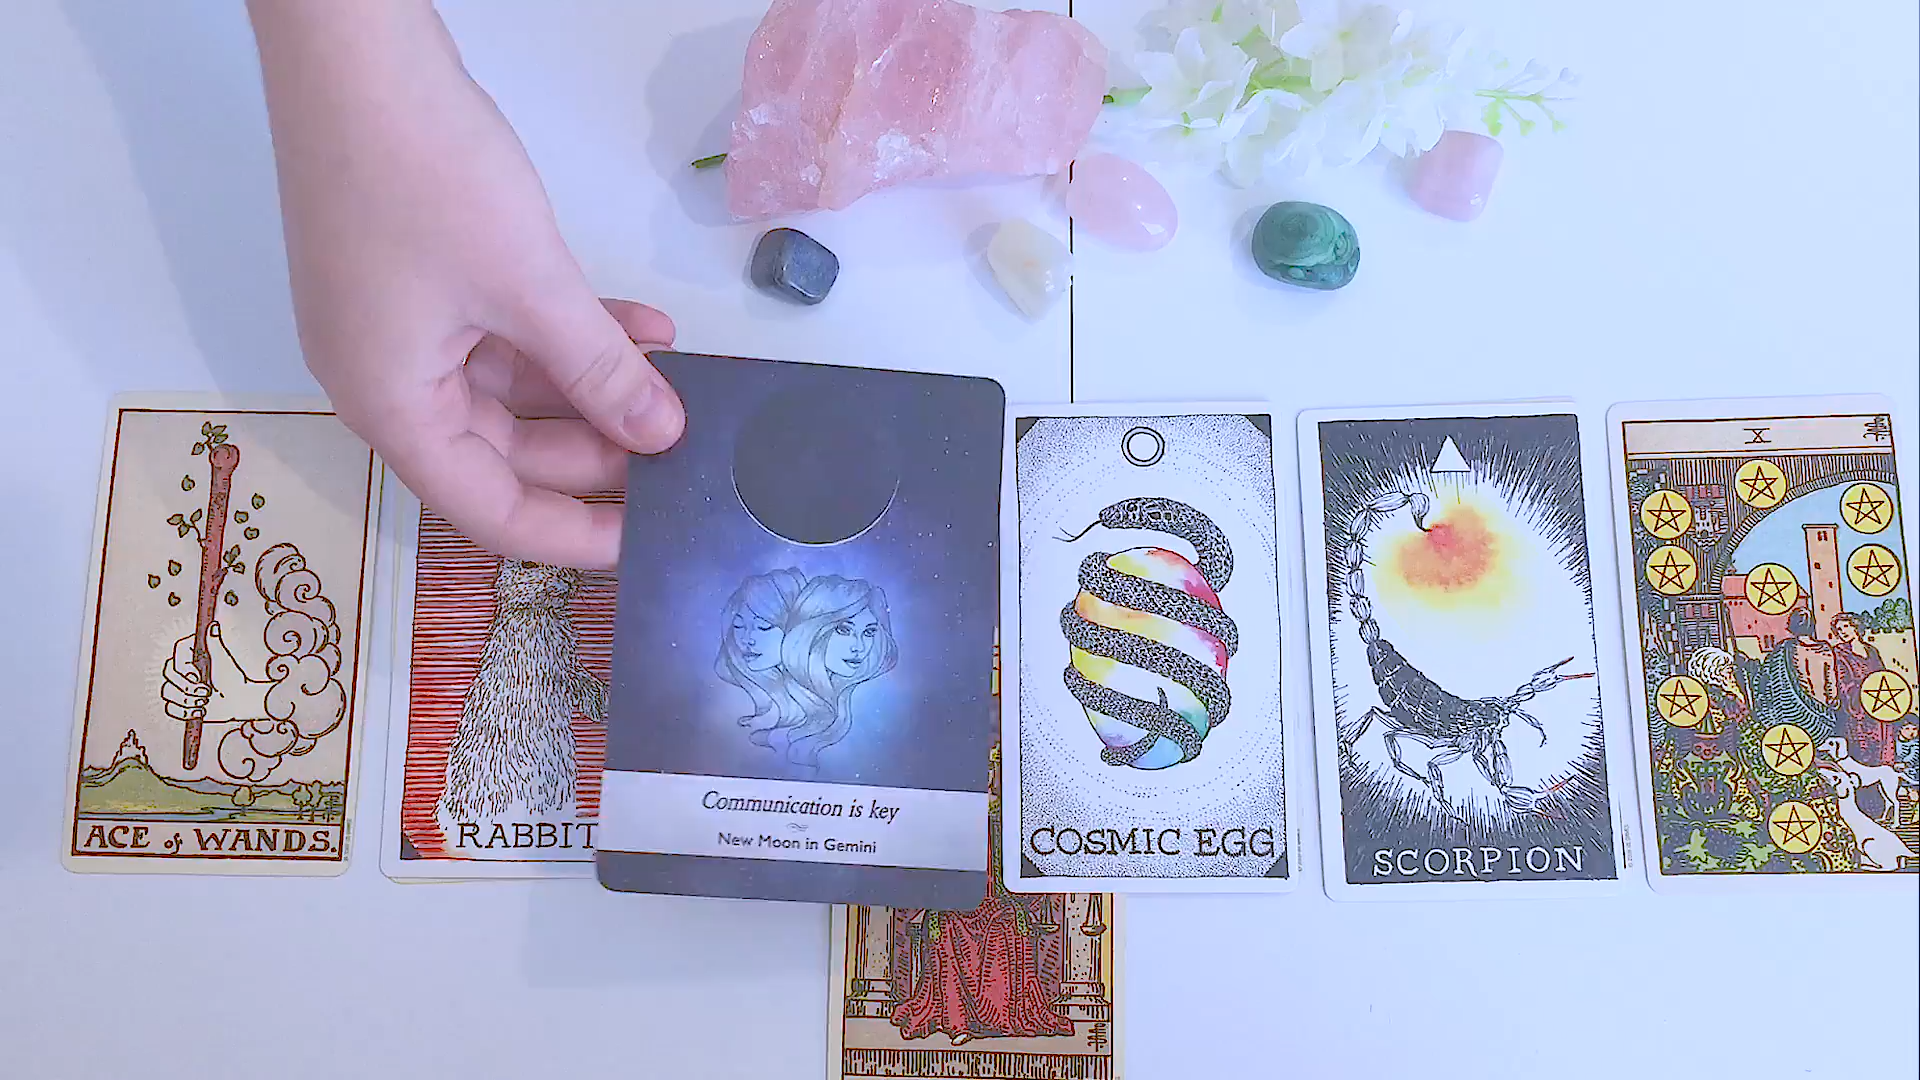 X
ACE of WANDS.
RABBIT
Communication is key
New Moon in Gemini
COSMIC EGG
SCORPION